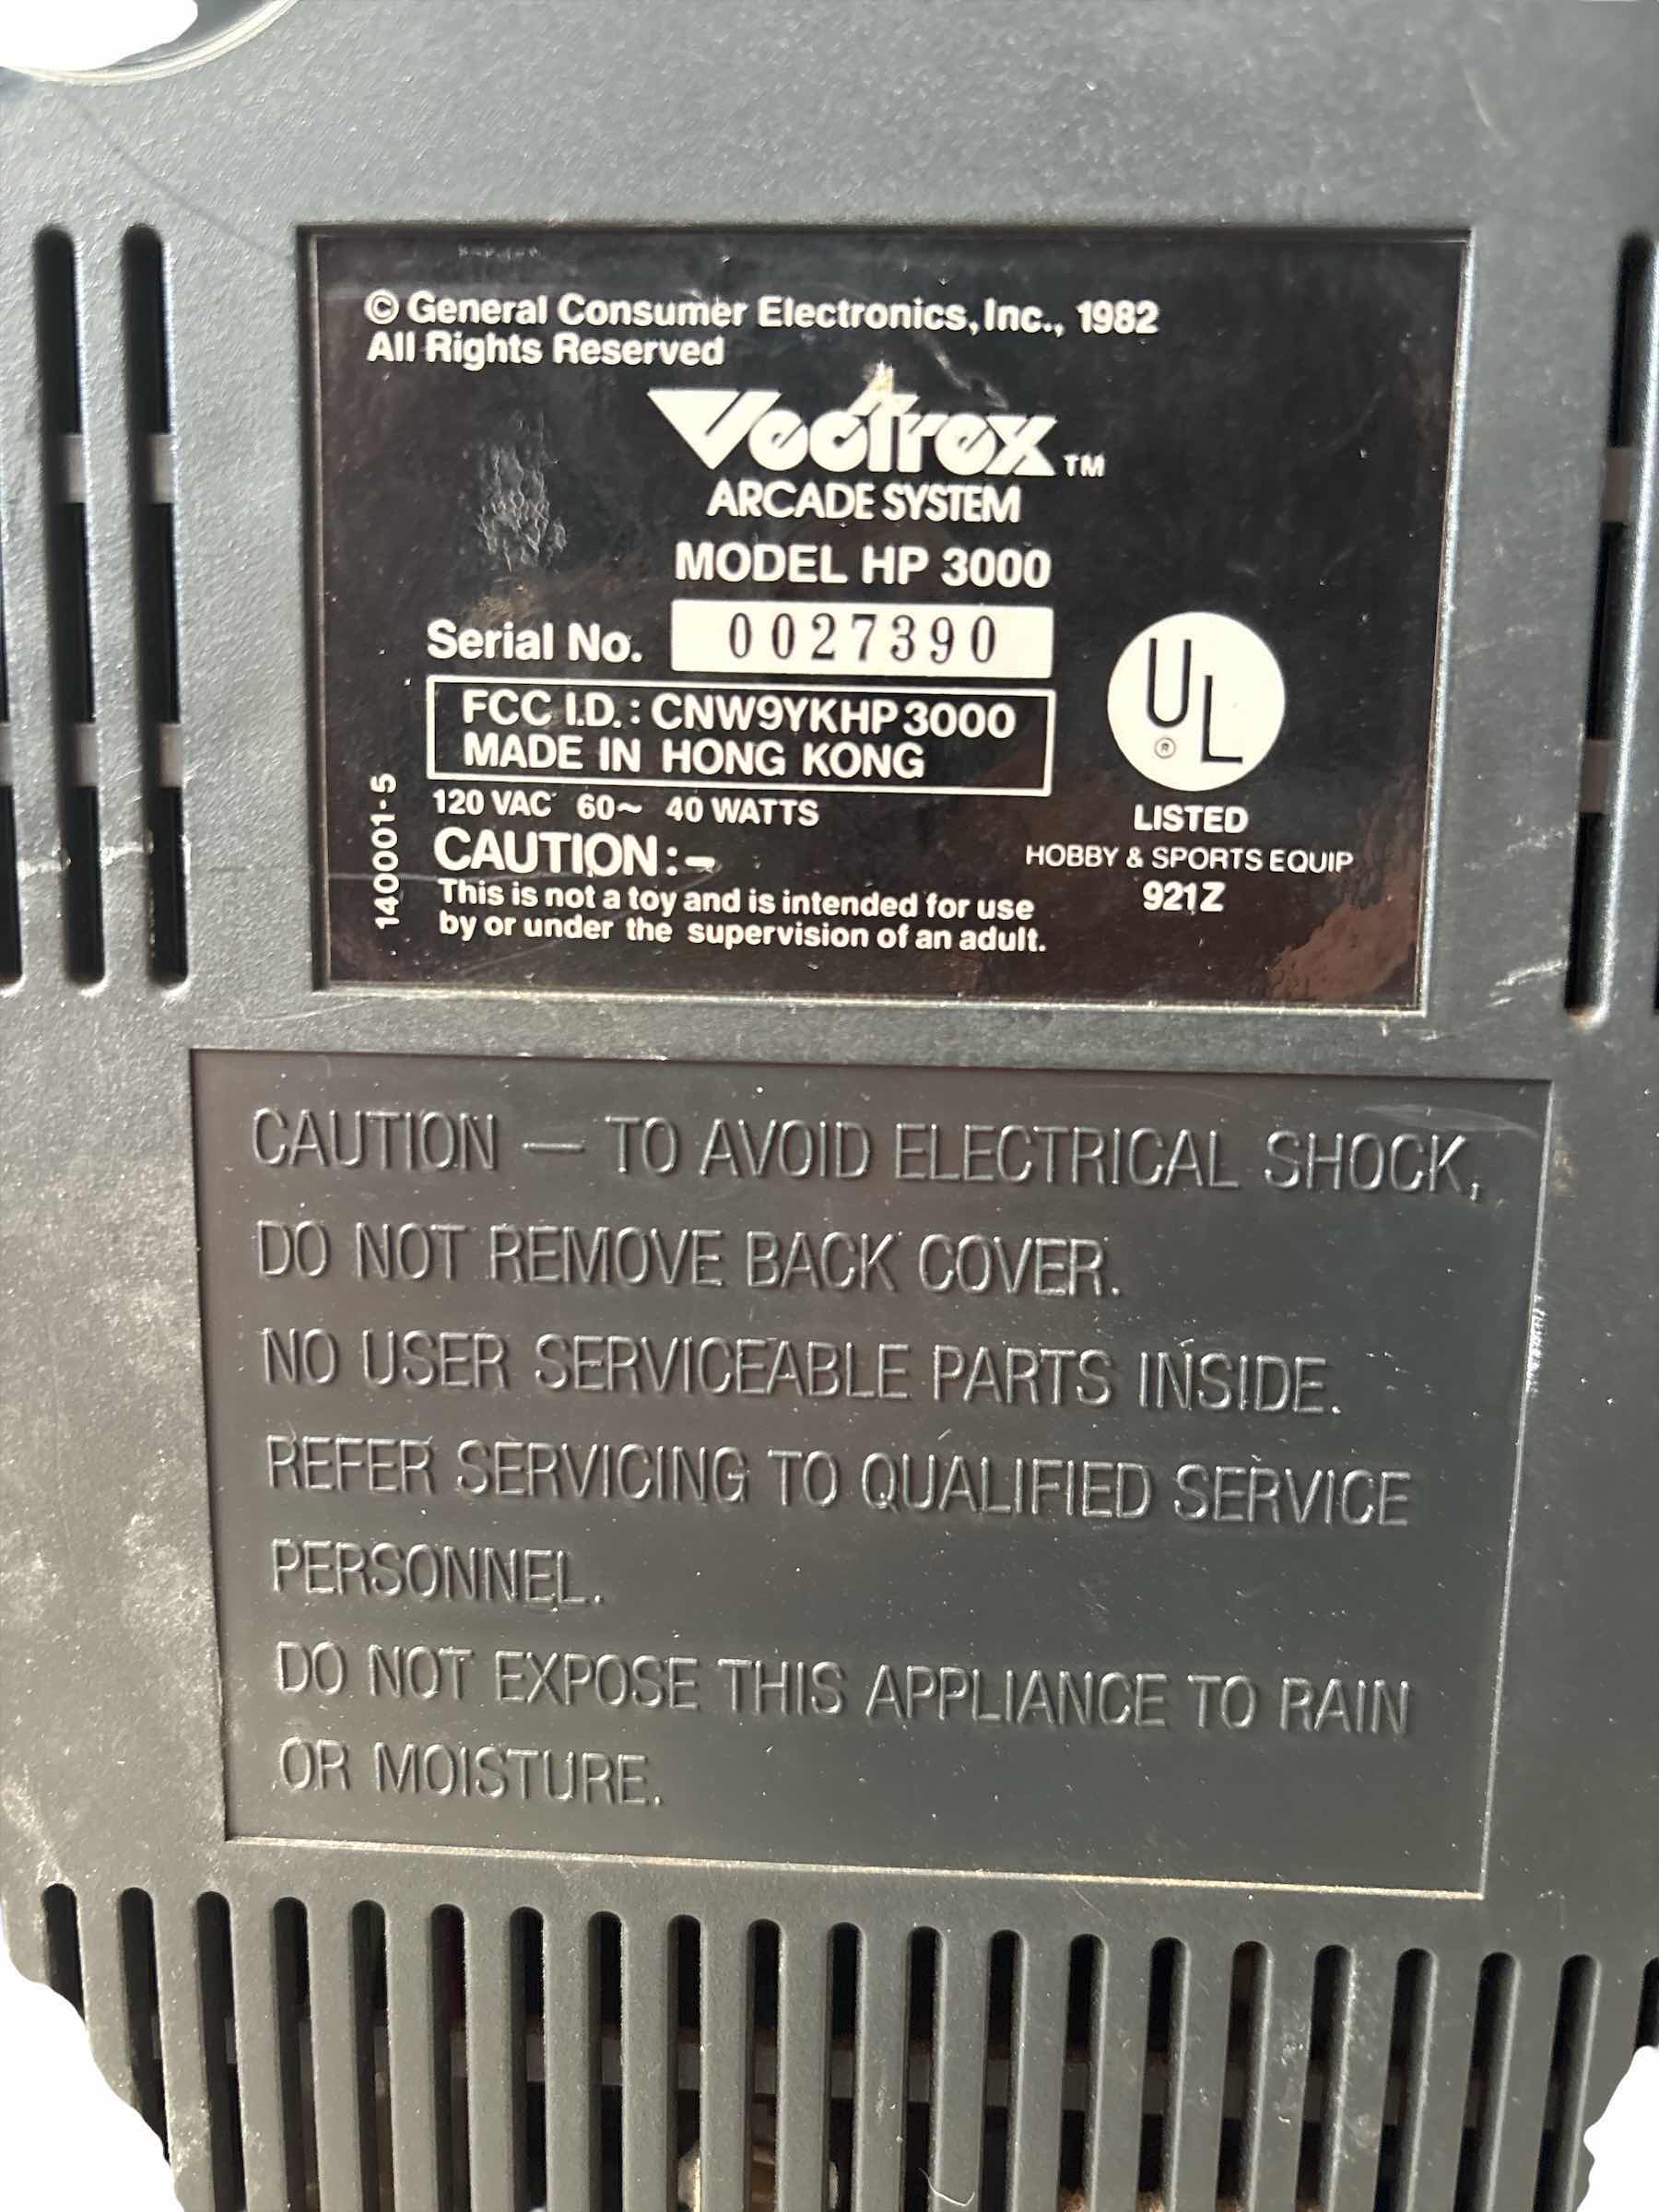 © General Consumer Electronics, Inc., 1982
All Rights Reserved
Vectrex TM
ARCADE SYSTEM
MODEL HP 3000
Serial No. 0027390
FCC I.D.: CNW9YKHP3000
MADE IN HONG KONG
120 VAC 60~ 40 WATTS
CAUTION:-
This is not a toy and is intended for use
by or under the supervision of an adult.
140001-5
UL ®
LISTED
HOBBY & SPORTS EQUIP
921Z
CAUTION — TO AVOID ELECTRICAL SHOCK,
DO NOT REMOVE BACK COVER.
NO USER SERVICEABLE PARTS INSIDE.
REFER SERVICING TO QUALIFIED SERVICE
PERSONNEL.
DO NOT EXPOSE THIS APPLIANCE TO RAIN
OR MOISTURE.